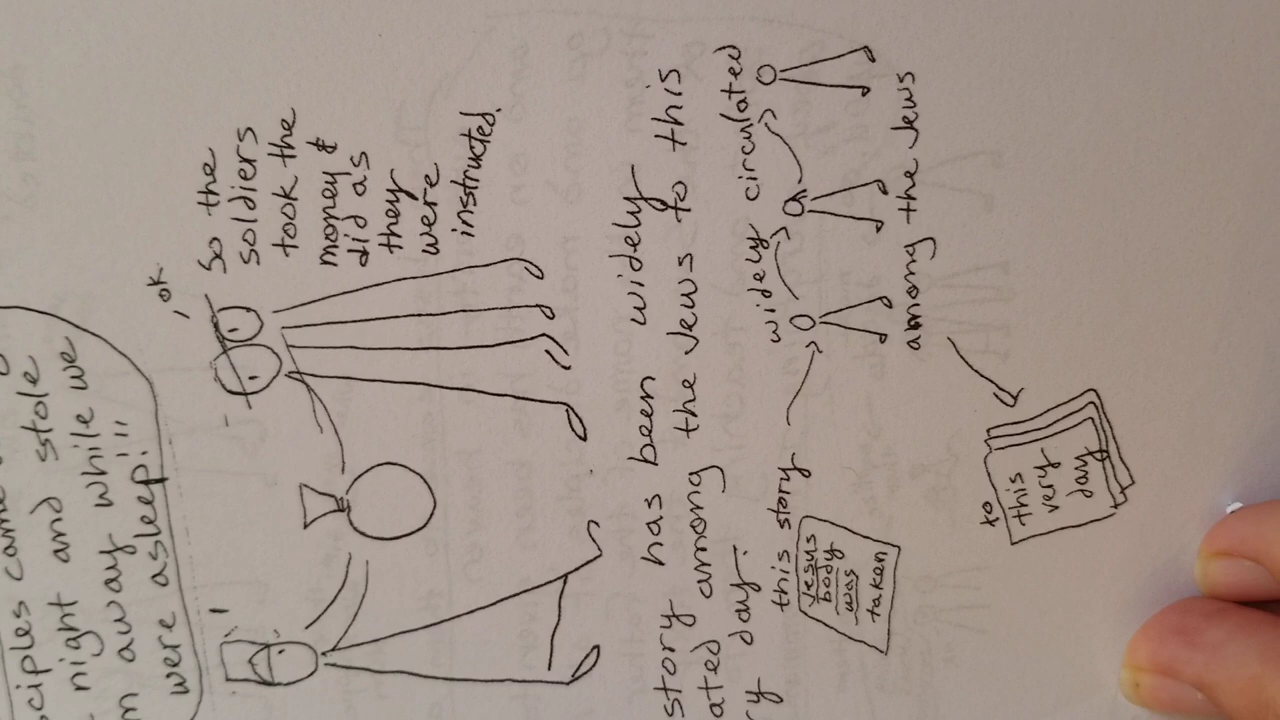 sciples came
night and stole
m away while we
were asleep!!!
ok
So the
soldiers
took the
money &
did as
they
were
instructed.
story has been widely
ated among the Jews to this
ry day.
this story
Jesus
body
was
taken
widely circulated
among the Jews
to
this
very
day